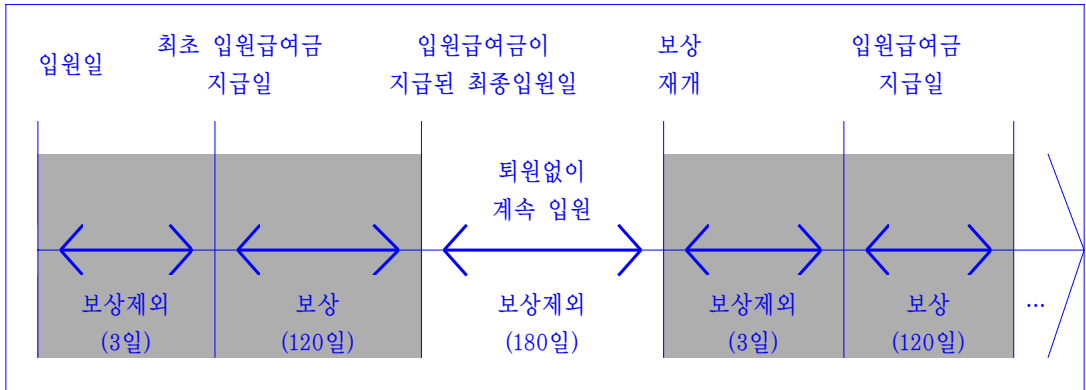 입원일
최초 입원급여금
지급일
입원급여금이
지급된 최종입원일
보상
재개
입원급여금
지급일
퇴원없이
계속 입원
보상제외
(3일)
보상
(120일)
보상제외
(180일)
보상제외
(3일)
보상
(120일)
…